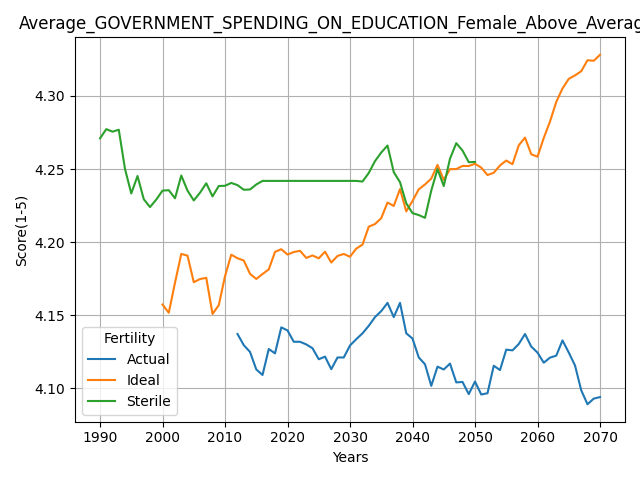 Average_GOVERNMENT_SPENDING_ON_EDUCATION_Female_Above_Averag
Score(1-5)
4.30
4.25
4.20
4.15
4.10
Fertility
Actual
Ideal
Sterile
1990 2000 2010 2020 2030 2040 2050 2060 2070
Years